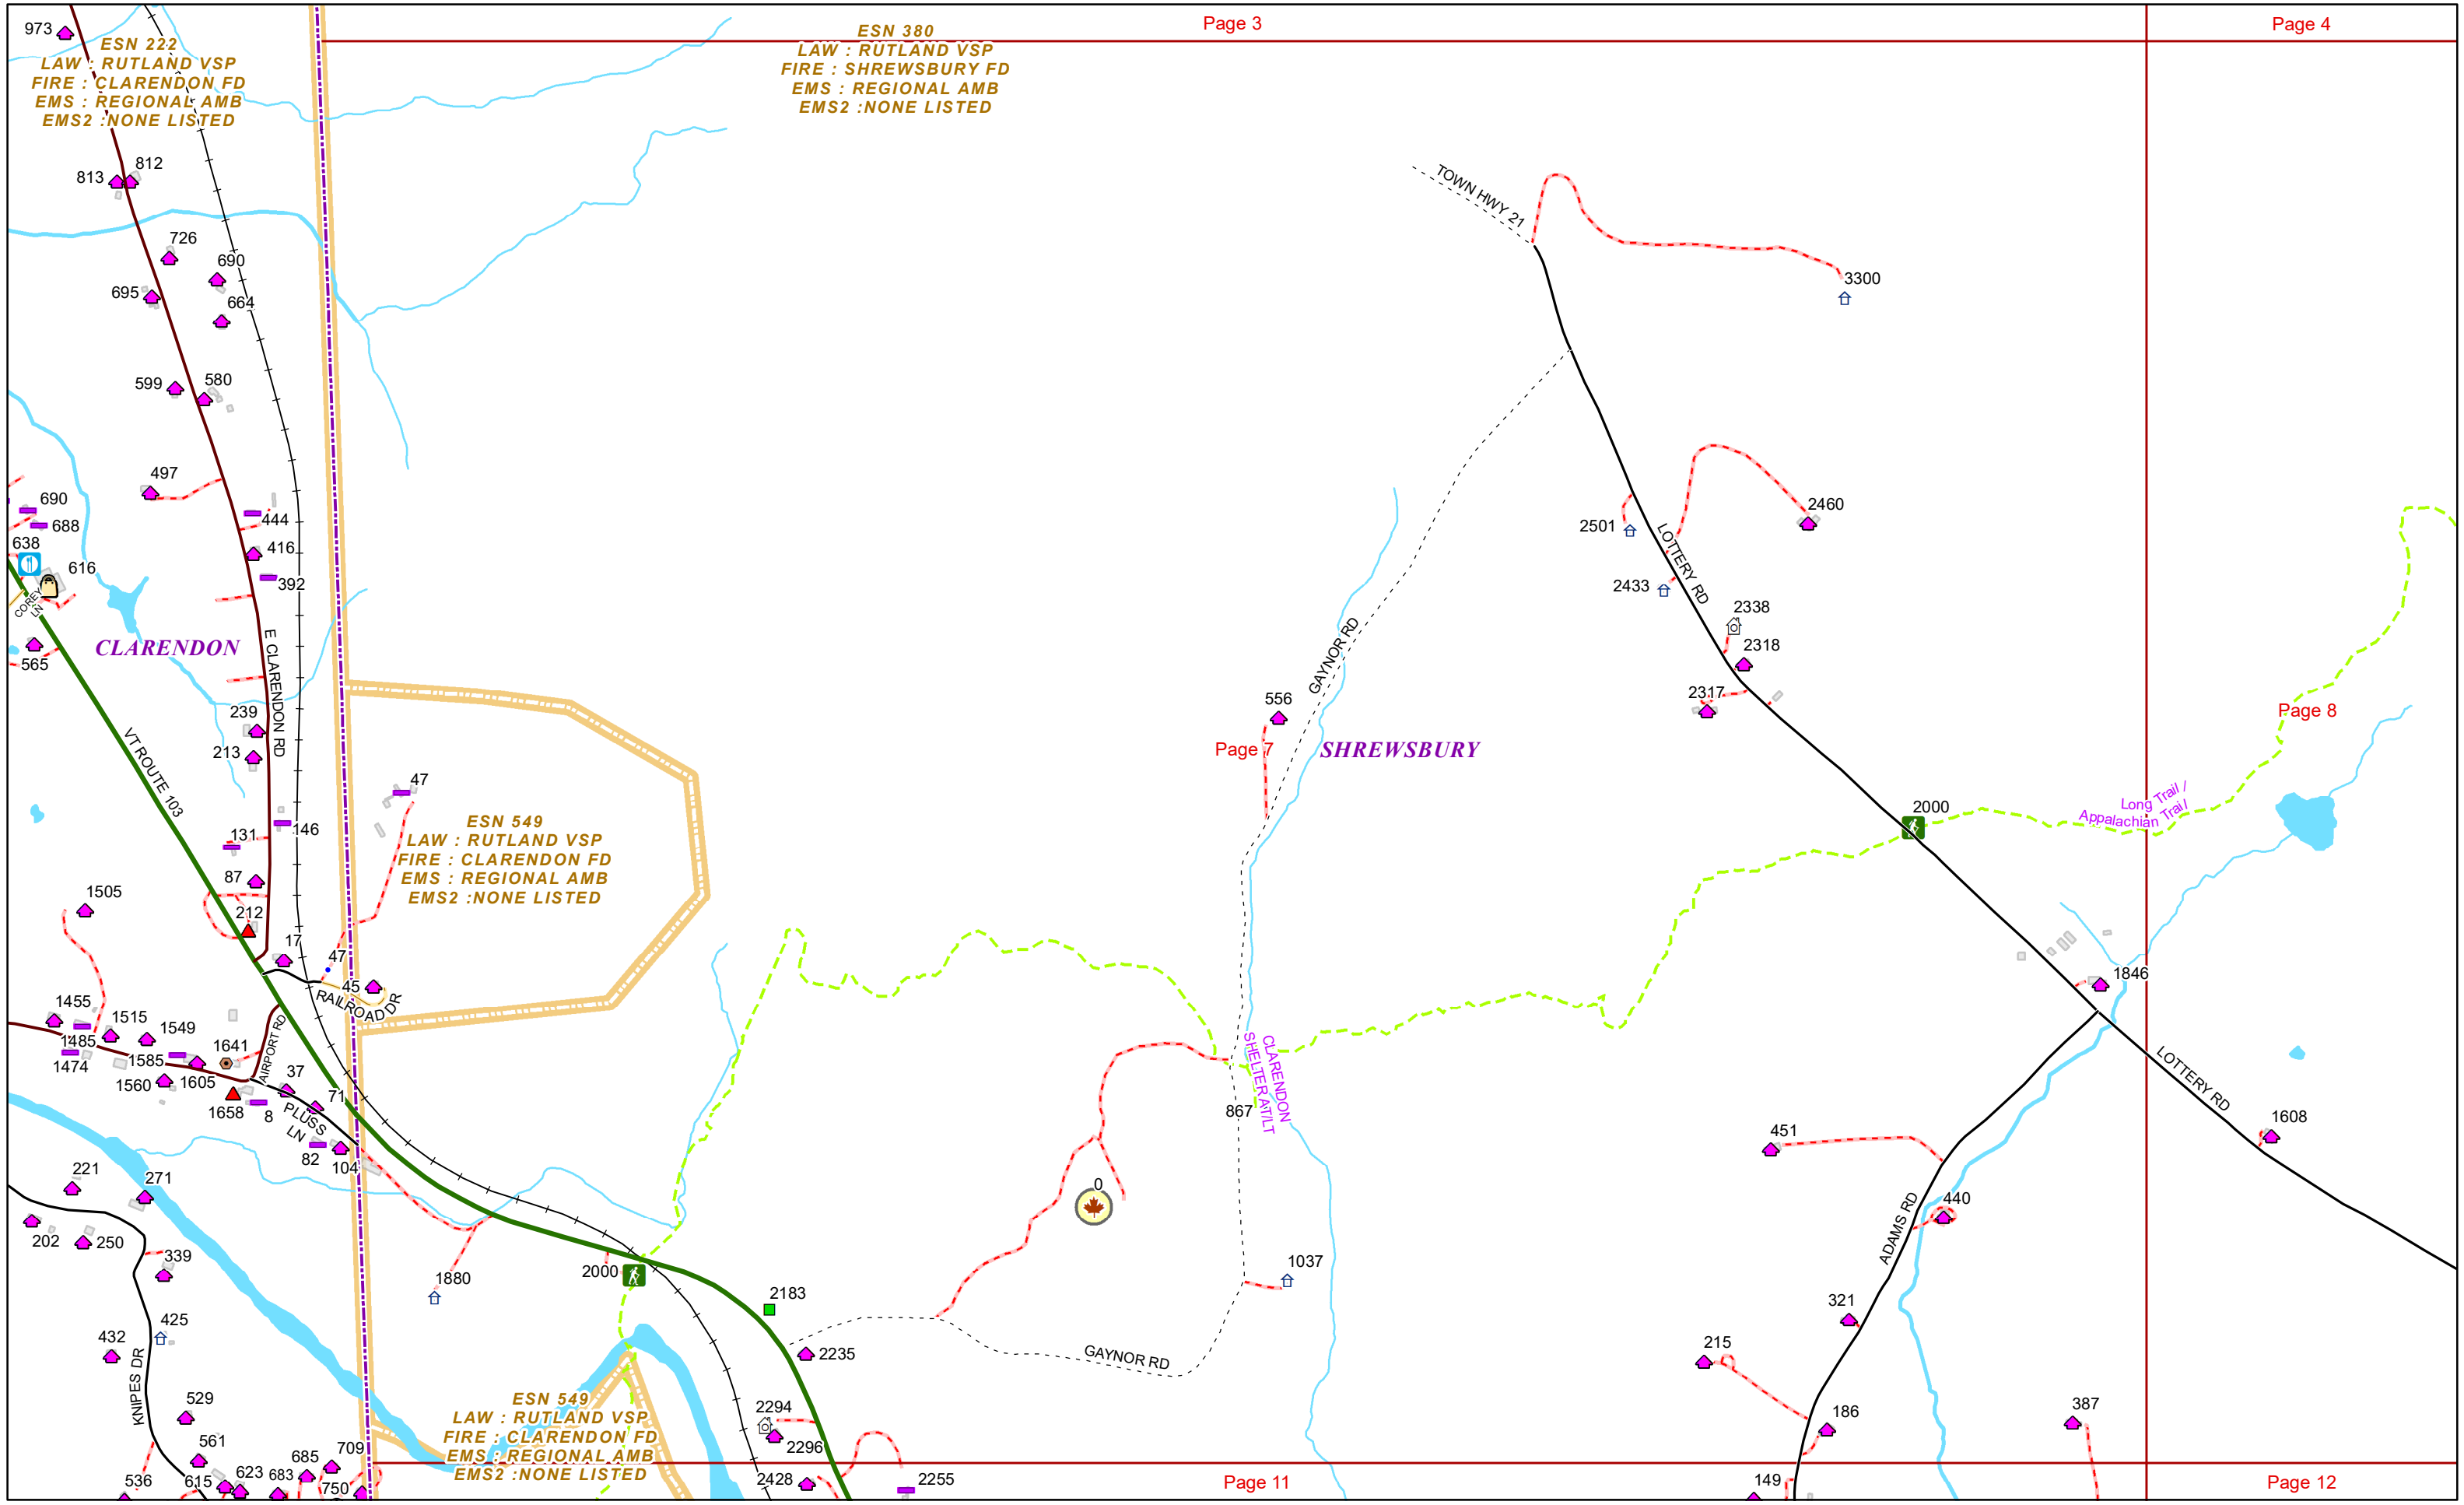 Page 3
Page 4
973
ESN 222
LAW : RUTLAND VSP
FIRE : CLARENDON FD
EMS : REGIONAL AMB
EMS2 :NONE LISTED
ESN 380
LAW : RUTLAND VSP
FIRE : SHREWSBURY FD
EMS : REGIONAL AMB
EMS2 :NONE LISTED
812
813
TOWN HWY 21
726
690
695
664
3300
599
580
497
690
444
688
2460
2501
638
416
616
392
LOTTERY RD
2433
COREY LN
2338
E CLARENDON RD
CLARENDON
565
2318
GAYNOR RD
2317
556
239
Page 8
213
Page 7
SHREWSBURY
VT ROUTE 103
47
Long Trail /
Appalachian Trail
2000
131
146
ESN 549
LAW : RUTLAND VSP
FIRE : CLARENDON FD
EMS : REGIONAL AMB
EMS2 :NONE LISTED
87
1505
212
17
47
45
RAILROAD DR
1846
1455
1515
1549
1485
1474
1585
1641
AIRPORT RD
1560
1605
37
71
1658
8
PLUSS LN
82
104
CLARENDON
SHELTER AT/LT
867
LOTTERY RD
1608
451
221
271
0
440
202
250
339
ADAMS RD
2000
1037
1880
2183
321
425
432
2235
GAYNOR RD
215
KNIPES DR
529
ESN 549
LAW : RUTLAND VSP
FIRE : CLARENDON FD
EMS : REGIONAL AMB
EMS2 :NONE LISTED
2294
2296
186
387
561
685
709
536
615
623
683
750
2428
2255
Page 11
149
Page 12